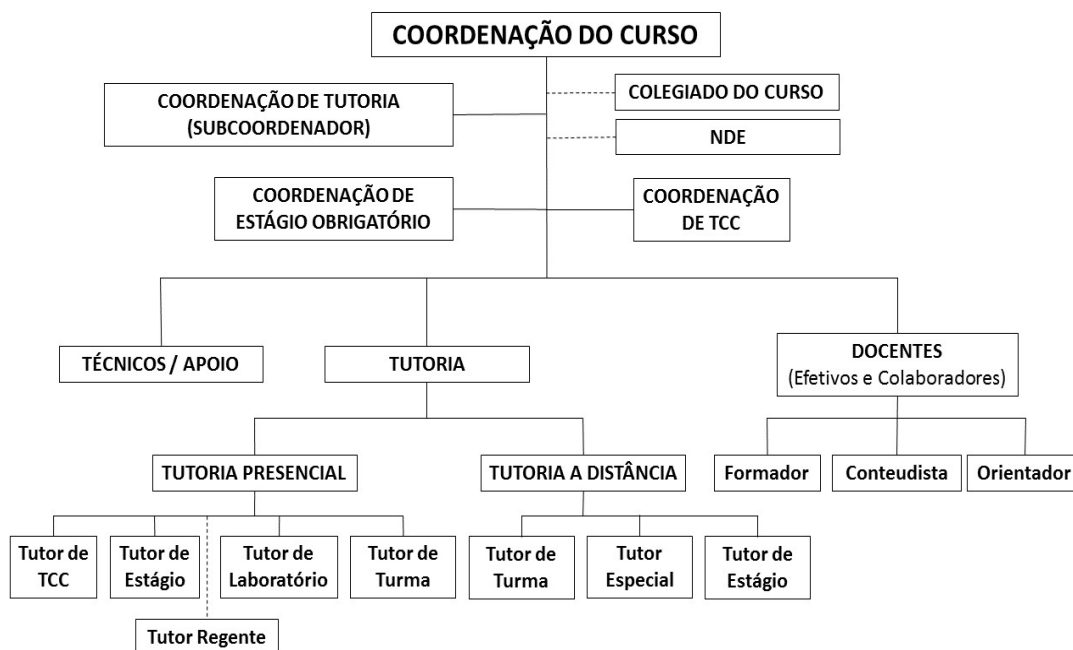 COORDENAÇÃO DO CURSO
COORDENAÇÃO DE TUTORIA
(SUBCOORDENADOR)
COLEGIADO DO CURSO
NDE
COORDENAÇÃO DE
ESTÁGIO OBRIGATÓRIO
COORDENAÇÃO
DE TCC
TÉCNICOS / APOIO
TUTORIA
DOCENTES
(Efetivos e Colaboradores)
TUTORIA PRESENCIAL
TUTORIA A DISTÂNCIA
Formador
Conteudista
Orientador
Tutor de
TCC
Tutor de
Estágio
Tutor de
Laboratório
Tutor de
Turma
Tutor de
Turma
Tutor
Especial
Tutor de
Estágio
Tutor Regente